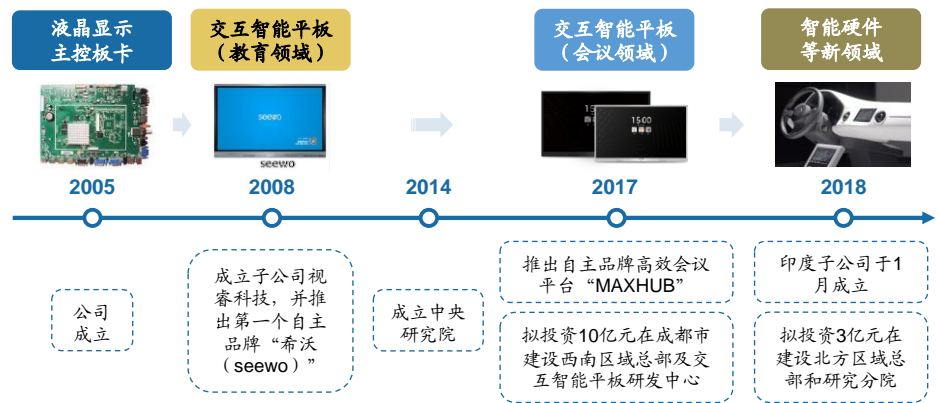 液晶显示
主控板卡
交互智能平板
（教育领域）
交互智能平板
（会议领域）
智能硬件
等新领域
seewo
seewo
15:00
15:00
2005
2008
2014
2017
2018
公司
成立
成立子公司视
睿科技，并推
出第一个自主
品牌“希沃
（seewo）”
成立中央
研究院
推出自主品牌高效会议
平台“MAXHUB”
拟投资10亿元在成都市
建设西南区域总部及交
互智能平板研发中心
印度子公司于1
月成立
拟投资3亿元在
建设北方区域总
部和研究分院